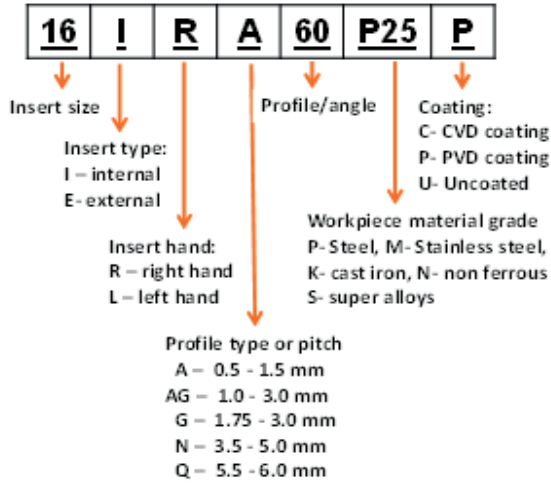 16 I R A 60 P25 P
Insert size
Profile/angle
Coating:
C- CVD coating
P- PVD coating
U- Uncoated
Insert type:
I – internal
E- external
Workpiece material grade
P- Steel, M- Stainless steel,
K- cast iron, N- non ferrous
S- super alloys
Insert hand:
R – right hand
L – left hand
Profile type or pitch
A – 0.5 - 1.5 mm
AG – 1.0 - 3.0 mm
G – 1.75 - 3.0 mm
N – 3.5 - 5.0 mm
Q – 5.5 - 6.0 mm